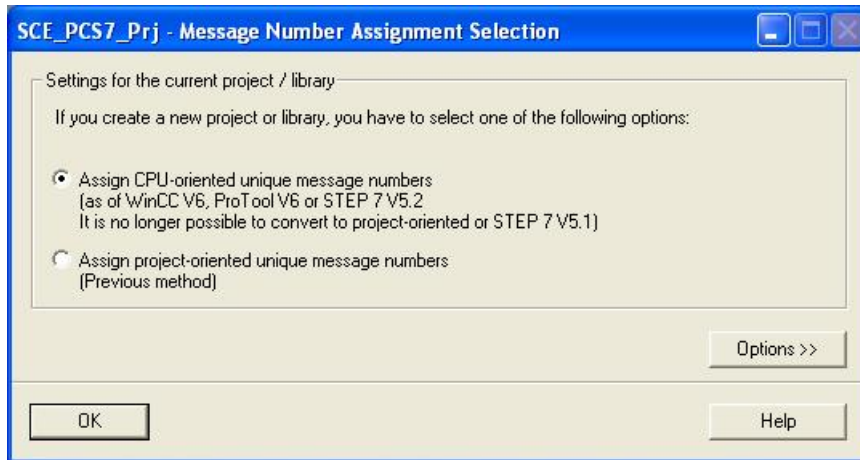 SCE_PCS7_Prj - Message Number Assignment Selection
Settings for the current project / library
If you create a new project or library, you have to select one of the following options:
Assign CPU-oriented unique message numbers
(as of WinCC V6, ProTool V6 or STEP 7 V5.2
It is no longer possible to convert to project-oriented or STEP 7 V5.1)
Assign project-oriented unique message numbers
(Previous method)
Options >>
OK
Help